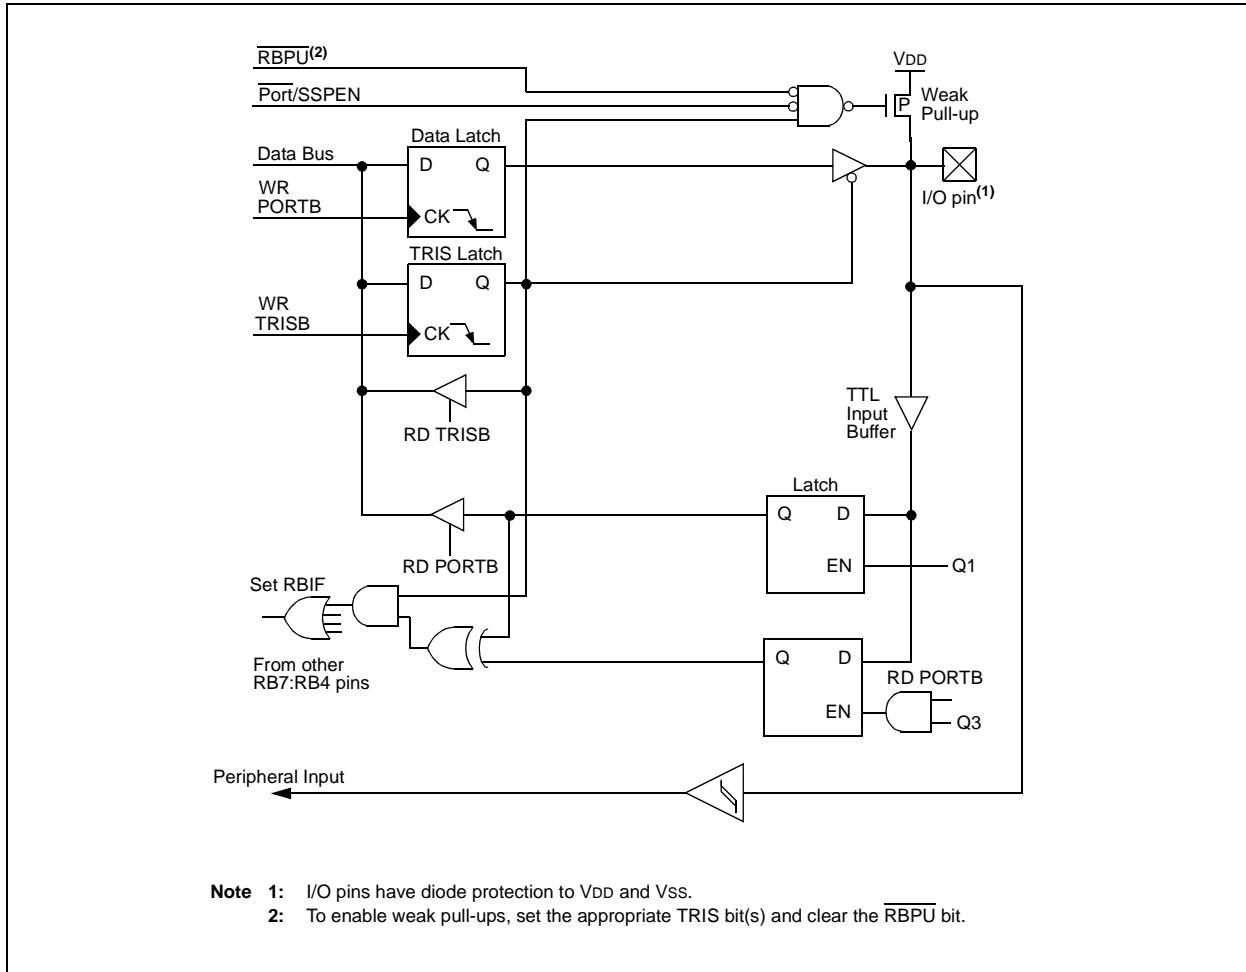 RBPU(2)
Port/SSPEN
VDD
P
Weak
Pull-up
Data Latch
Data Bus
D Q
WR
PORTB
CK
I/O pin(1)
TRIS Latch
D Q
WR
TRISB
CK
RD TRISB
TTL
Input
Buffer
Latch
Q D
EN
Q1
RD PORTB
Set RBIF
From other
RB7:RB4 pins
Q D
RD PORTB
EN
Q3
Peripheral Input
Note 1: I/O pins have diode protection to VDD and VSS.
2: To enable weak pull-ups, set the appropriate TRIS bit(s) and clear the RBPU bit.